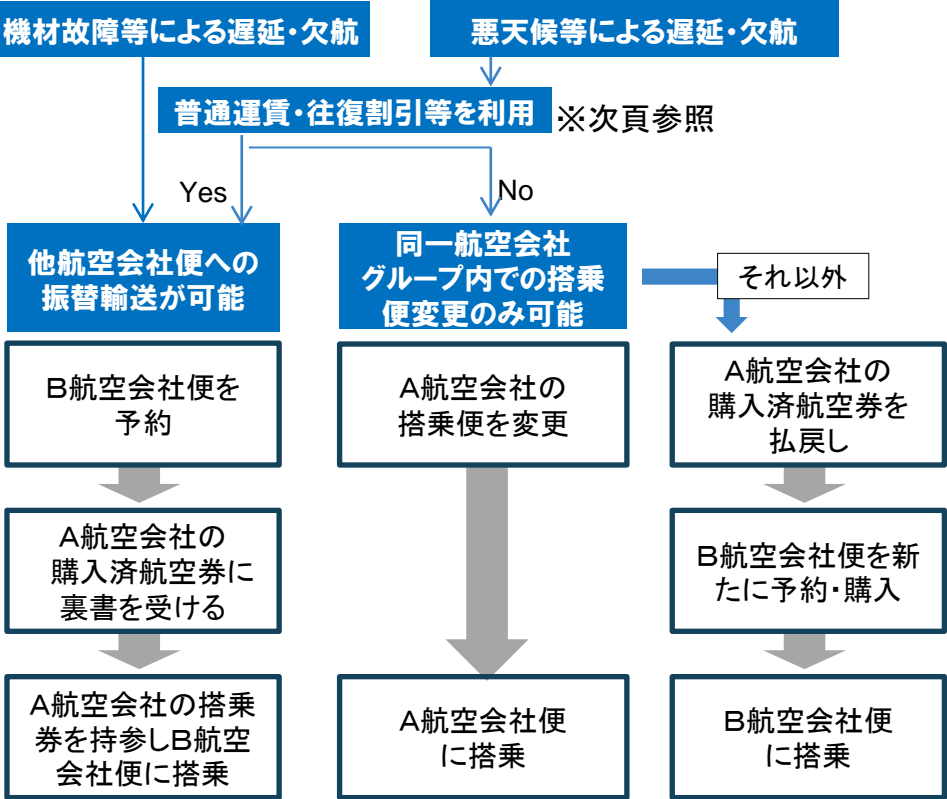 機材故障等による遅延・欠航
悪天候等による遅延・欠航
普通運賃・往復割引等を利用
※次頁参照
Yes
No
他航空会社便への
振替輸送が可能
同一航空会社
グループ内での搭乗
便変更のみ可能
それ以外
B航空会社便を
予約
A航空会社の
搭乗便を変更
A航空会社の
購入済航空券を
払戻し
A航空会社の
購入済航空券に
裏書を受ける
B航空会社便を新
たに予約・購入
A航空会社の搭乗
券を持参しB航空
会社便に搭乗
A航空会社便
に搭乗
B航空会社便
に搭乗